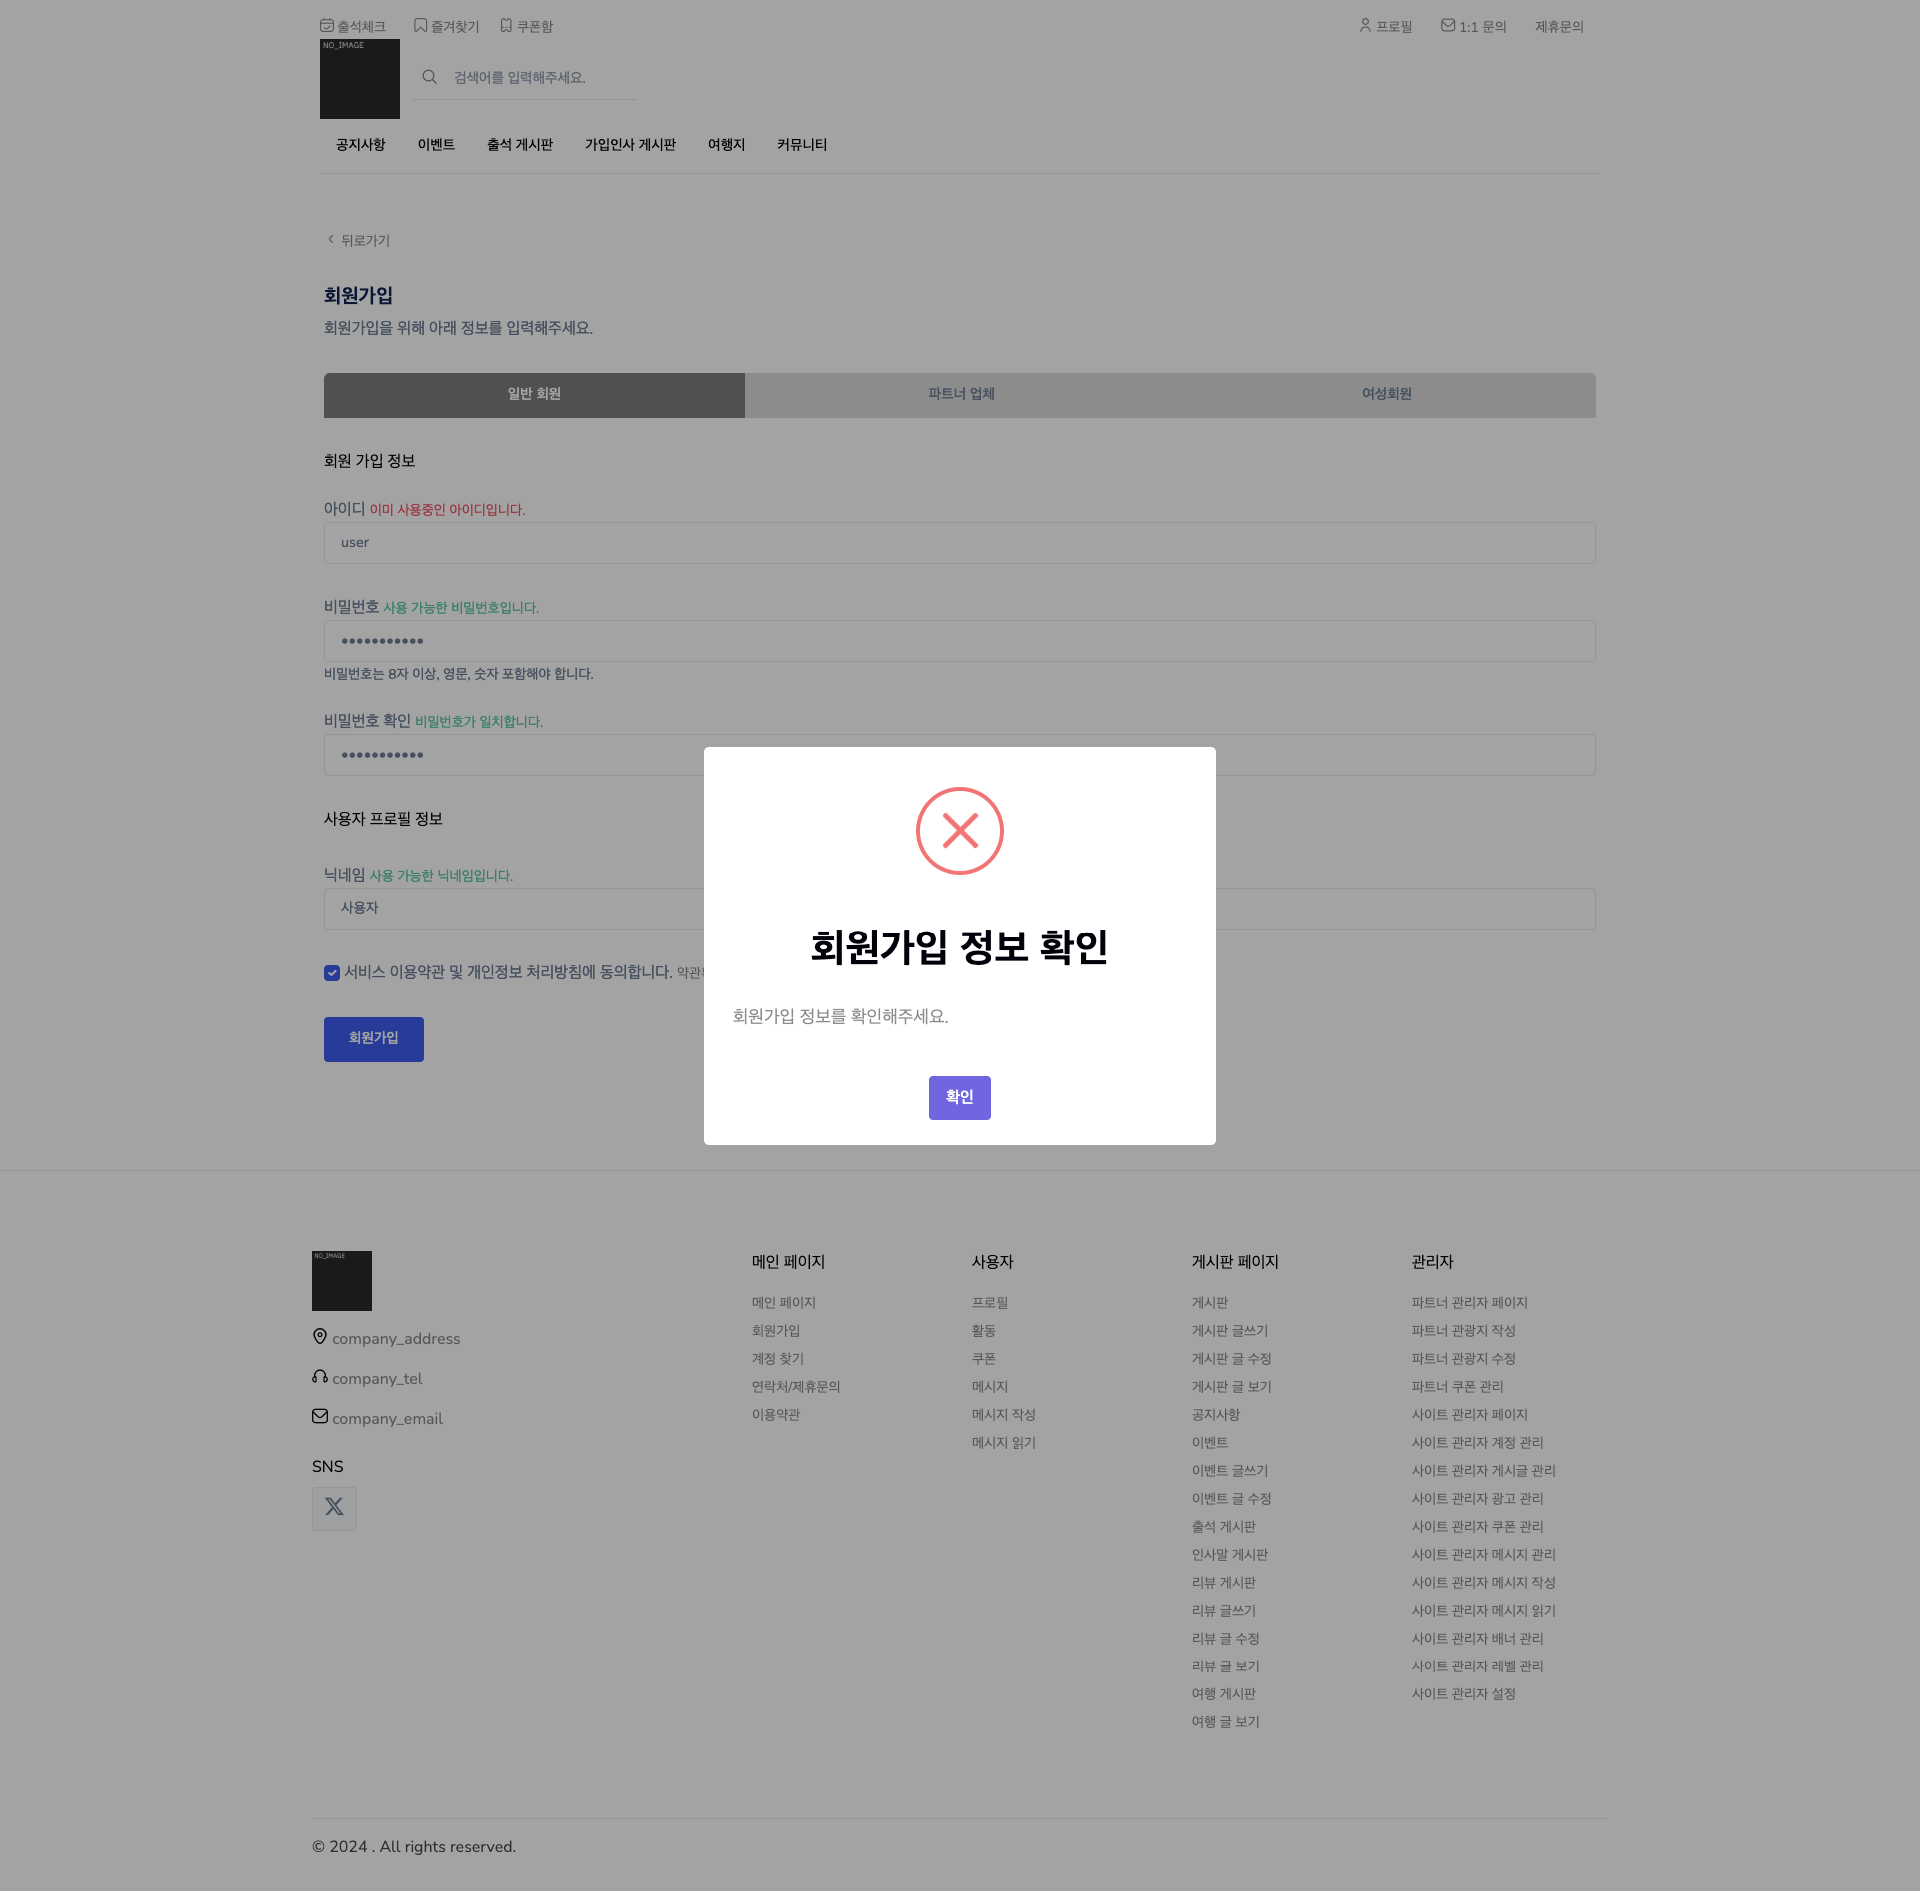 출석체크 즐겨찾기 쿠폰함 프로필 1:1 문의 제휴문의
NO_IMAGE
검색어를 입력해주세요.
공지사항 이벤트 출석 게시판 가입인사 게시판 여행지 커뮤니티
뒤로가기
회원가입
회원가입을 위해 아래 정보를 입력해주세요.
일반 회원 파트너 업체 여성회원
회원 가입 정보
아이디 이미 사용중인 아이디입니다.
user
비밀번호 사용 가능한 비밀번호입니다.
•••••••••••
비밀번호는 8자 이상, 영문, 숫자 포함해야 합니다.
비밀번호 확인 비밀번호가 일치합니다.
•••••••••••
사용자 프로필 정보
닉네임 사용 가능한 닉네임입니다.
사용자
서비스 이용약관 및 개인정보 처리방침에 동의합니다.
회원가입
회원가입 정보 확인
회원가입 정보를 확인해주세요.
확인
NO_IMAGE
company_address
company_tel
company_email
SNS
메인 페이지
메인 페이지
회원가입
계정 찾기
연락처/제휴문의
이용약관
사용자
프로필
활동
쿠폰
메시지
메시지 작성
메시지 읽기
게시판 페이지
게시판
게시판 글쓰기
게시판 글 수정
게시판 글 보기
공지사항
이벤트
이벤트 글쓰기
이벤트 글 수정
출석 게시판
인사말 게시판
리뷰 게시판
리뷰 글쓰기
리뷰 글 수정
리뷰 글 보기
여행 게시판
여행 글 보기
관리자
파트너 관리자 페이지
파트너 관광지 작성
파트너 관광지 수정
파트너 쿠폰 관리
사이트 관리자 페이지
사이트 관리자 계정 관리
사이트 관리자 게시글 관리
사이트 관리자 광고 관리
사이트 관리자 쿠폰 관리
사이트 관리자 메시지 관리
사이트 관리자 메시지 작성
사이트 관리자 메시지 읽기
사이트 관리자 배너 관리
사이트 관리자 레벨 관리
사이트 관리자 설정
© 2024 . All rights reserved.